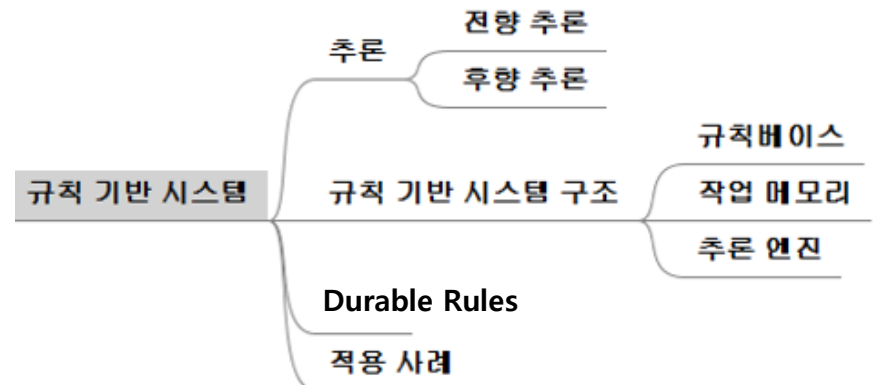 전향 추론
추론
후향 추론
규칙베이스
규칙 기반 시스템
규칙 기반 시스템 구조
작업 메모리
추론 엔진
Durable Rules
적용 사례